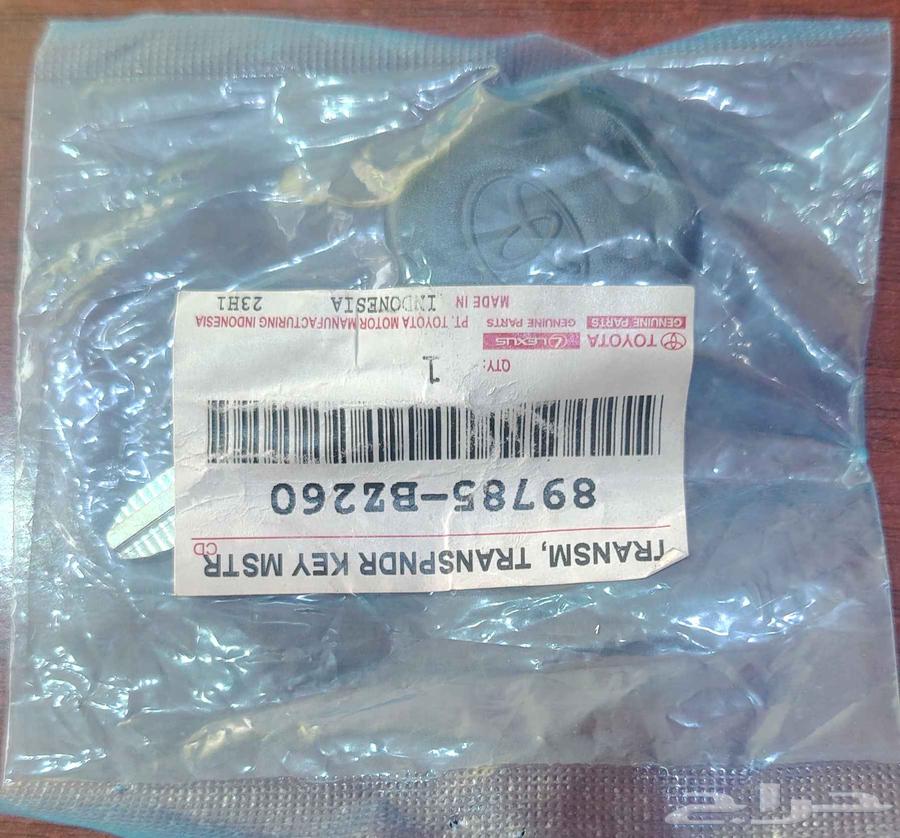 TRANSM, TRANSPNDR KEY MSTR
CD
89785-BZ260
QTY: 1
TOYOTA LEXUS
GENUINE PARTS GENUINE PARTS PT. TOYOTA MOTOR MANUFACTURING INDONESIA
MADE IN INDONESIA 23H1
حراج